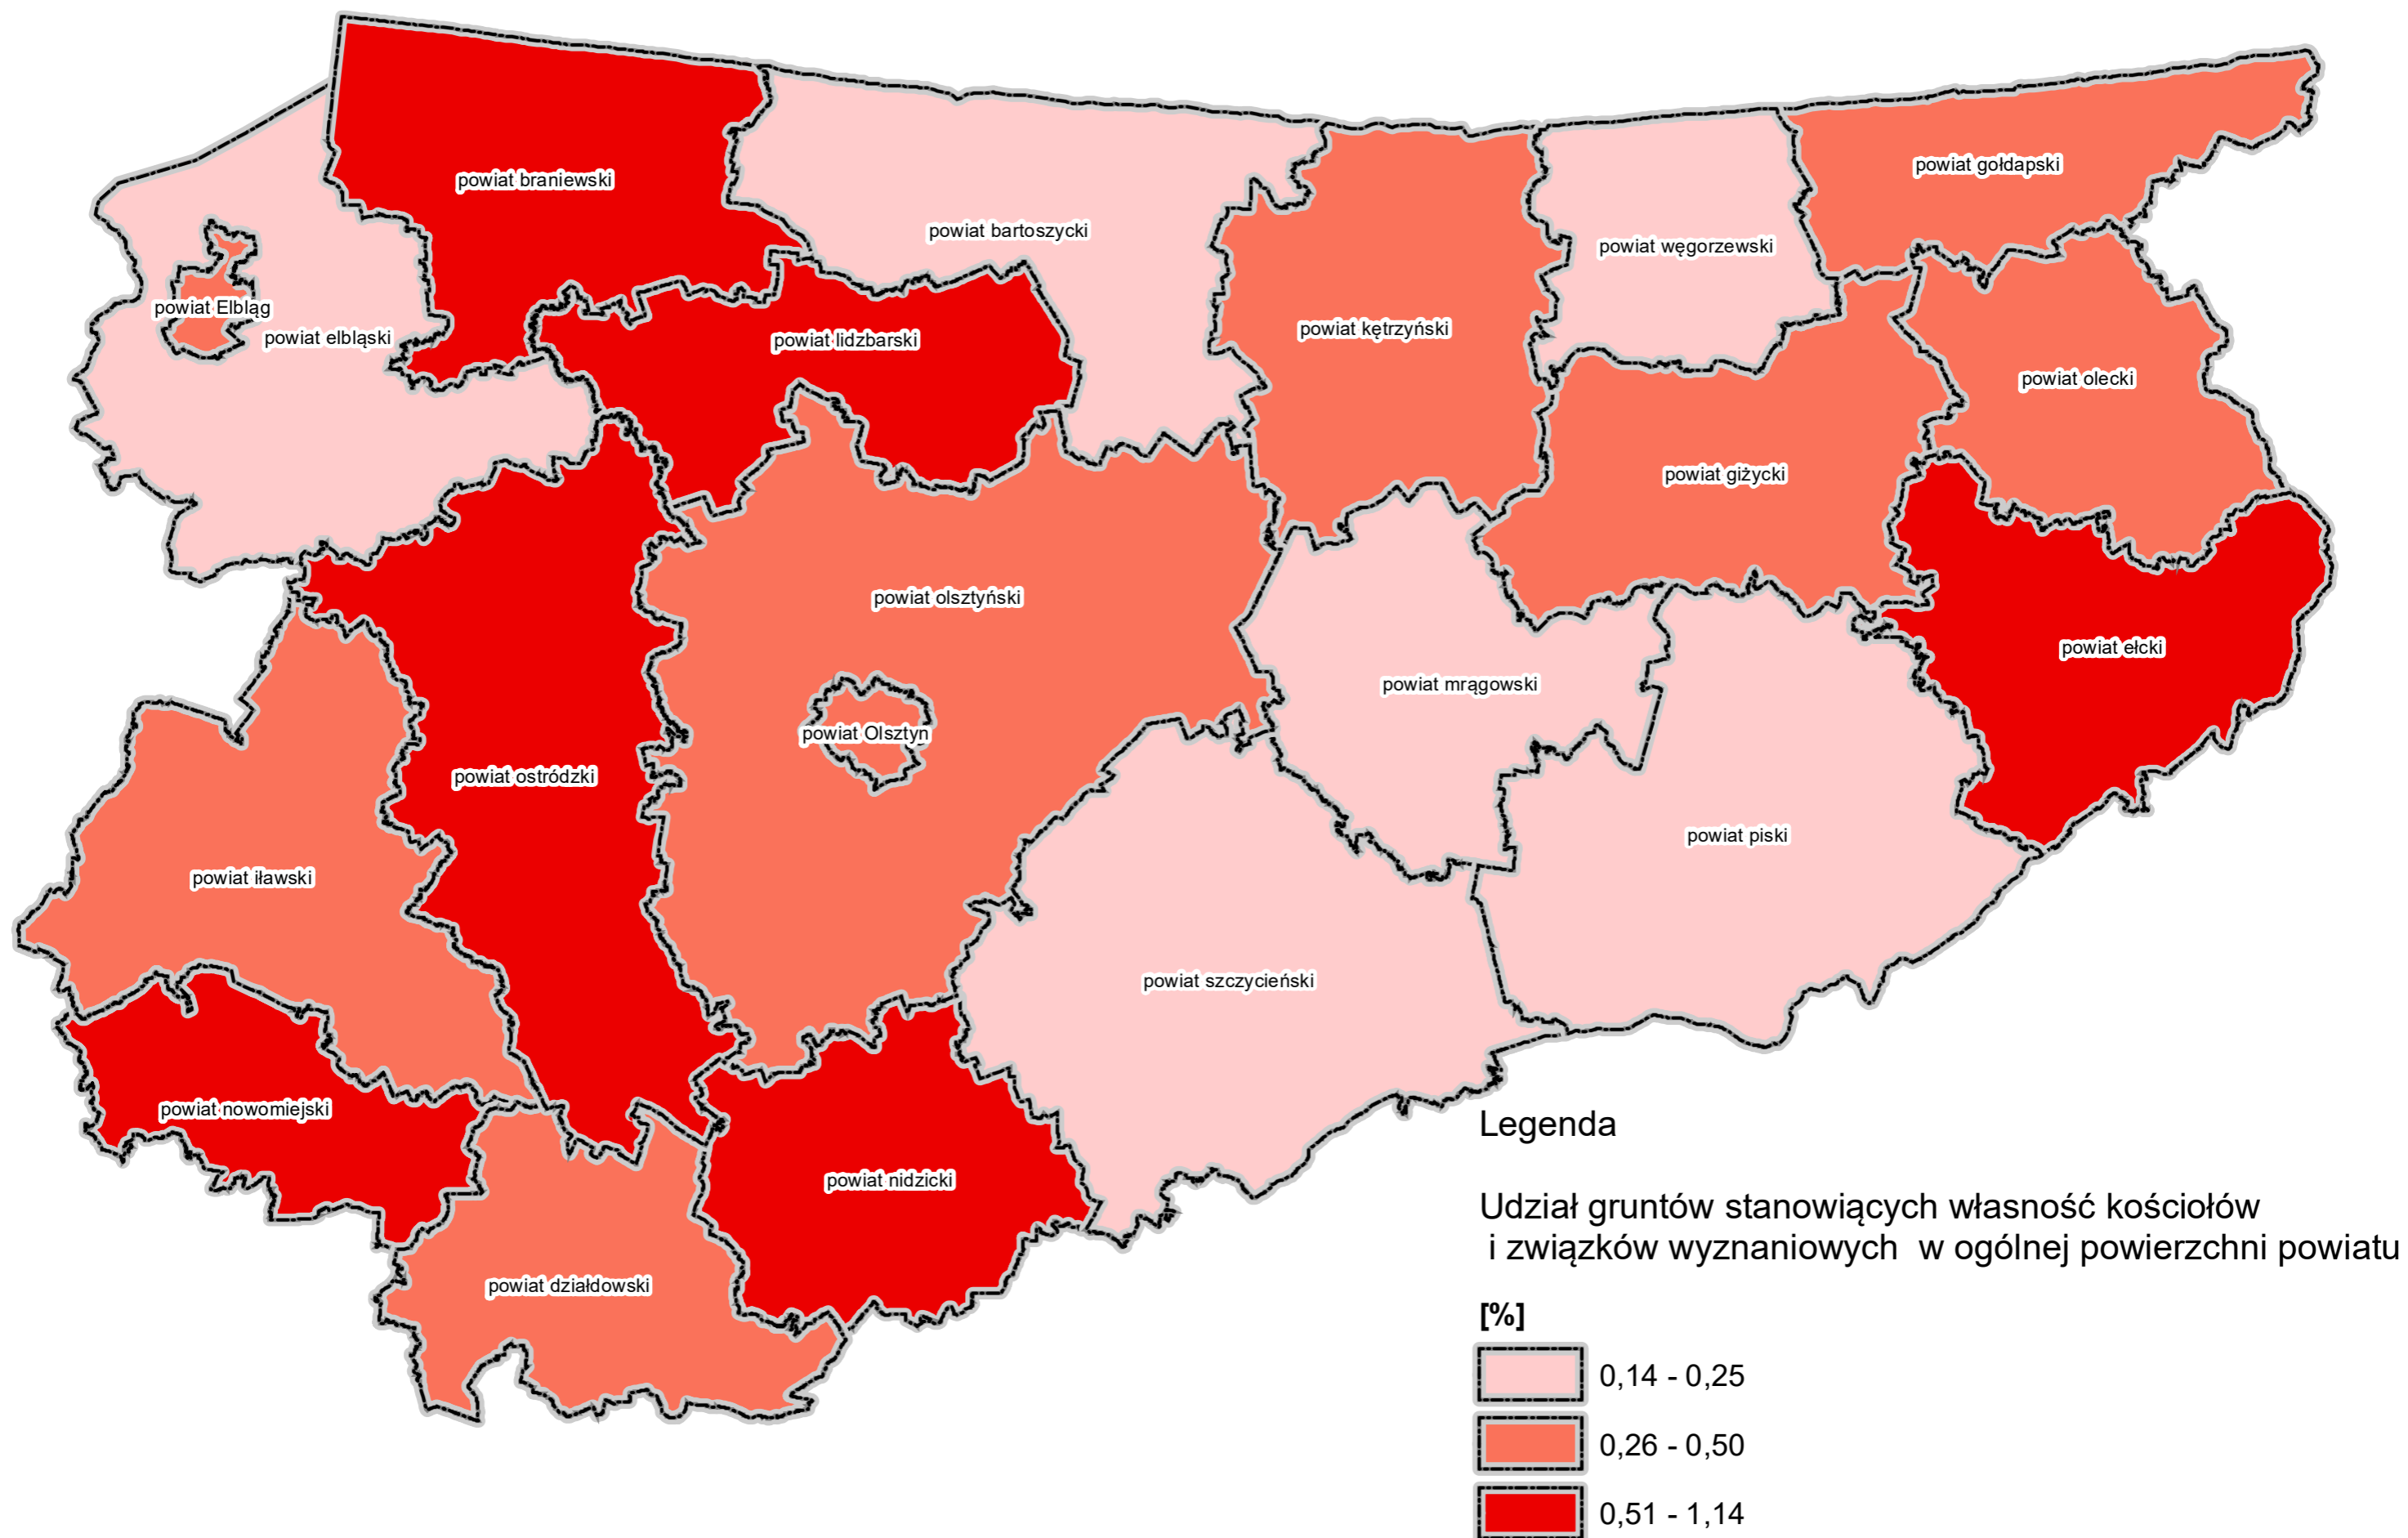 powiat gołdapski
powiat braniewski
powiat bartoszycki
powiat węgorzewski
powiat Elbląg
powiat elbląski
powiat kętrzyński
powiat lidzbarski
powiat olecki
powiat giżycki
powiat olsztyński
powiat ełcki
powiat mrągowski
powiat Olsztyn
powiat ostródzki
powiat piski
powiat iławski
powiat szczycieński
powiat nowomiejski
powiat nidzicki
powiat działdowski
Legenda
Udział gruntów stanowiących własność kościołów
i związków wyznaniowych w ogólnej powierzchni powiatu
[%]
0,14 - 0,25
0,26 - 0,50
0,51 - 1,14